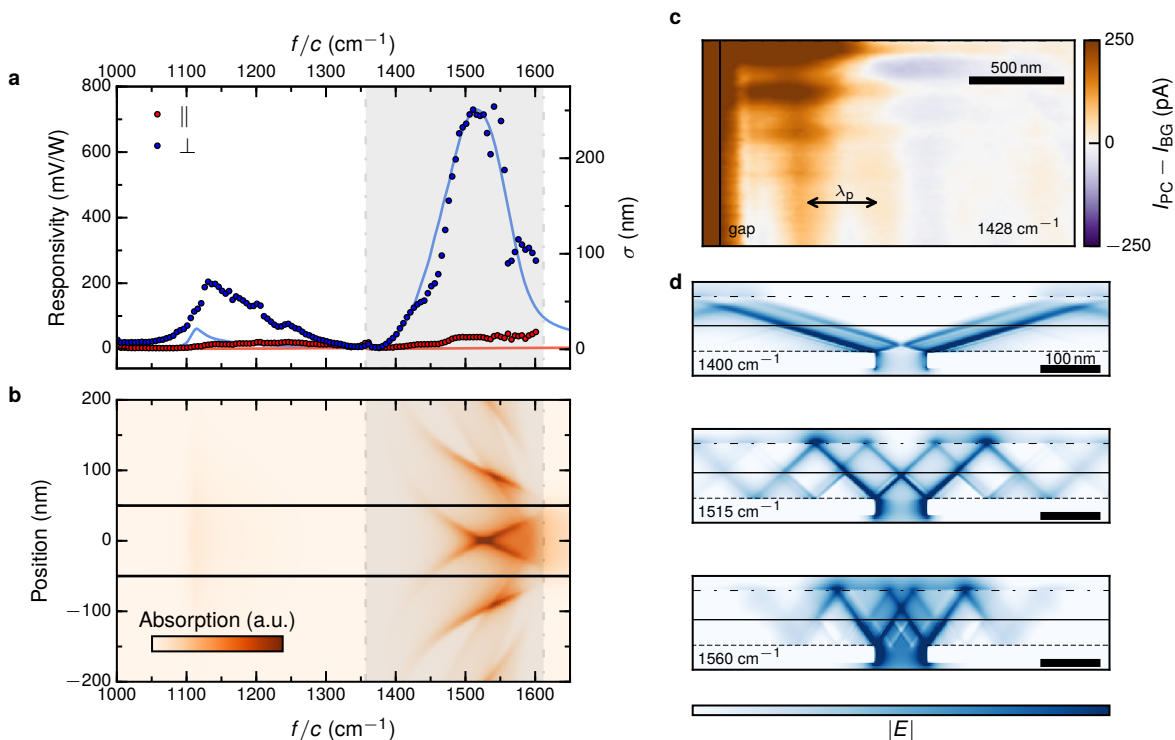 a
f/c (cm⁻¹)
1000 1100 1200 1300 1400 1500 1600
800
600
400
200
0
Responsivity (mV/W)
||
⊥
200
100
0
σ (nm)
b
200
100
0
−100
−200
Position (nm)
Absorption (a.u.)
1000 1100 1200 1300 1400 1500 1600
f/c (cm⁻¹)
c
500 nm
λp
gap
1428 cm⁻¹
250
0
−250
I_PC − I_BG (pA)
d
1400 cm⁻¹
100 nm
1515 cm⁻¹
1560 cm⁻¹
|E|